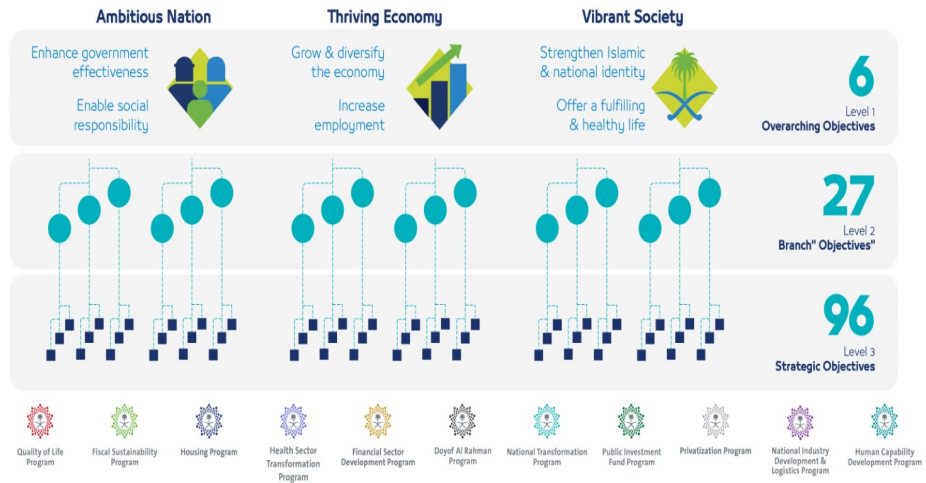 Ambitious Nation
Thriving Economy
Vibrant Society
Enhance government
effectiveness
Enable social
responsibility
Grow & diversify
the economy
Increase
employment
Strengthen Islamic
& national identity
Offer a fulfilling
& healthy life
6
Level 1
Overarching Objectives
27
Level 2
Branch" Objectives"
96
Level 3
Strategic Objectives
Quality of Life
Program
Fiscal Sustainability
Program
Housing Program
Health Sector
Transformation
Program
Financial Sector
Development Program
Doyof Al Rahman
Program
National Transformation
Program
Public Investment
Fund Program
Privatization Program
National Industry
Development &
Logistics Program
Human Capability
Development Program